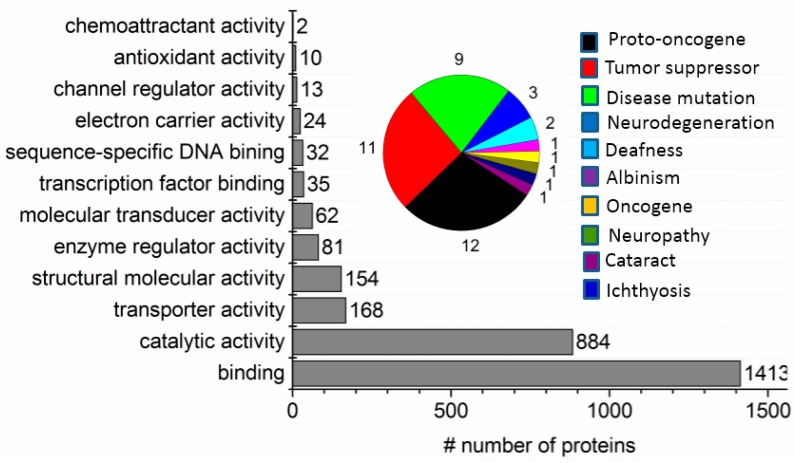 chemoattractant activity 2
antioxidant activity 10
channel regulator activity 13
electron carrier activity 24
sequence-specific DNA bining 32
transcription factor binding 35
molecular transducer activity 62
enzyme regulator activity 81
structural molecular activity 154
transporter activity 168
catalytic activity 884
binding 1413
0 500 1000 1500
# number of proteins
9
3
2
1
1
1
1
1
12
11
Proto-oncogene
Tumor suppressor
Disease mutation
Neurodegeneration
Deafness
Albinism
Oncogene
Neuropathy
Cataract
Ichthyosis